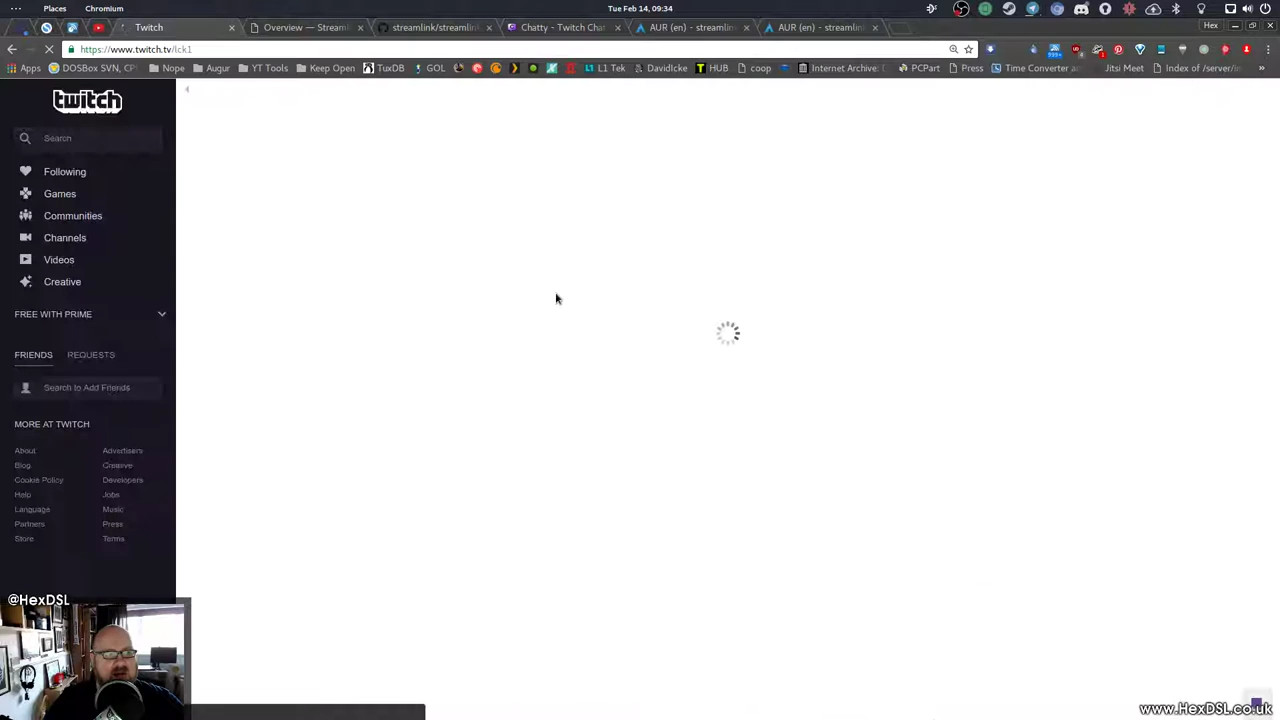 Places Chromium Tue Feb 14, 09:34 Hex
Twitch Overview — Streamli streamlink/streamlink Chatty - Twitch Chat AUR (en) - streamlin AUR (en) - streamlin
https://www.twitch.tv/lck1
Apps DOSBox SVN, CP Nope Augur YT Tools Keep Open TuxDB GOL L1 Tek DavidIcke HUB coop Internet Archive: PCPart Press Time Converter a Jitsi Meet Index of /server/ir »
twitch
Search
Following
Games
Communities
Channels
Videos
Creative
FREE WITH PRIME
FRIENDS REQUESTS
Search to Add Friends
MORE AT TWITCH
About Advertisers
Blog Creative
Cookie Policy Developers
Help Jobs
Language Music
Partners Press
Store Terms
@HexDSL
www.HexDSL.co.uk